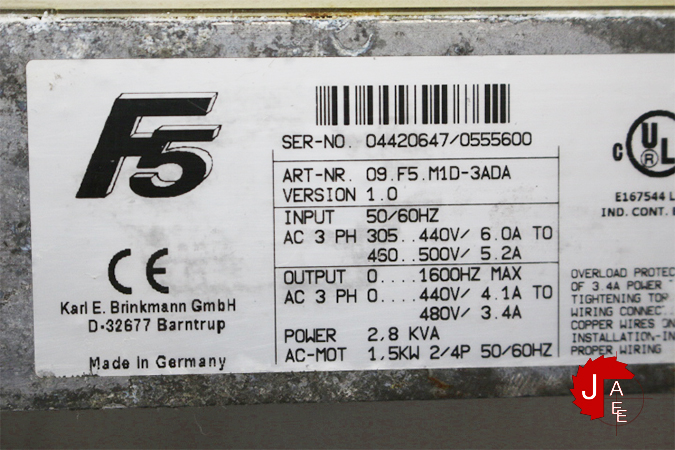 F5
SER-NO. 04420647/0555600
ART-NR. 09.F5.M1D-3ADA
VERSION 1.0
INPUT 50/60HZ
AC 3 PH 305..440V/ 6.0A TO
460..500V/ 5.2A
OUTPUT 0....1600HZ MAX
AC 3 PH 0....440V/ 4.1A TO
480V/ 3.4A
POWER 2,8 KVA
AC-MOT 1.5KW 2/4P 50/60HZ
CE
Karl E. Brinkmann GmbH
D-32677 Barntrup
Made in Germany
C UL
R
E167544 L
IND. CONT.
OVERLOAD PROTEC
OF 3.4A POWER
TIGHTENING TOR
WIRING CONNEC
COPPER WIRES ON
INSTALLATION-IN
PROPER WIRING
JAEE